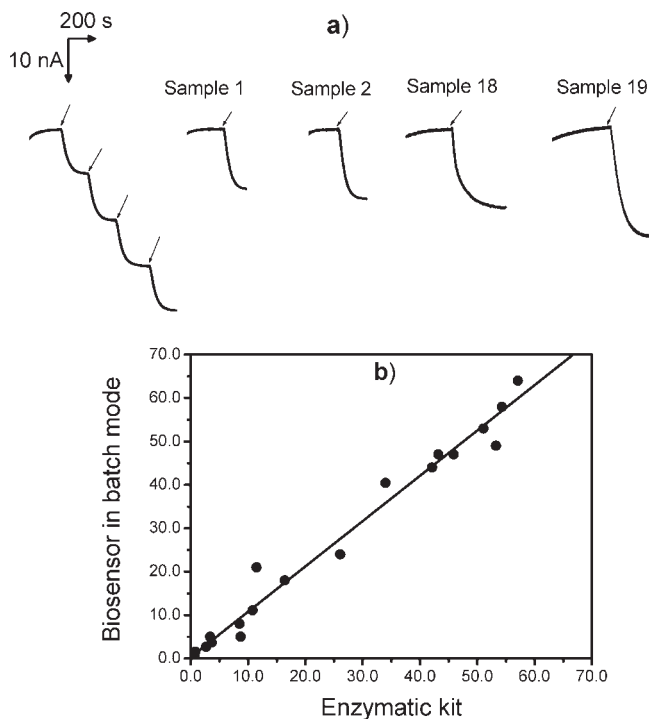 200 s
a)
10 nA
Sample 1
Sample 2
Sample 18
Sample 19
b)
70.0
60.0
50.0
40.0
30.0
20.0
10.0
0.0
Biosensor in batch mode
0.0 10.0 20.0 30.0 40.0 50.0 60.0 70.0
Enzymatic kit